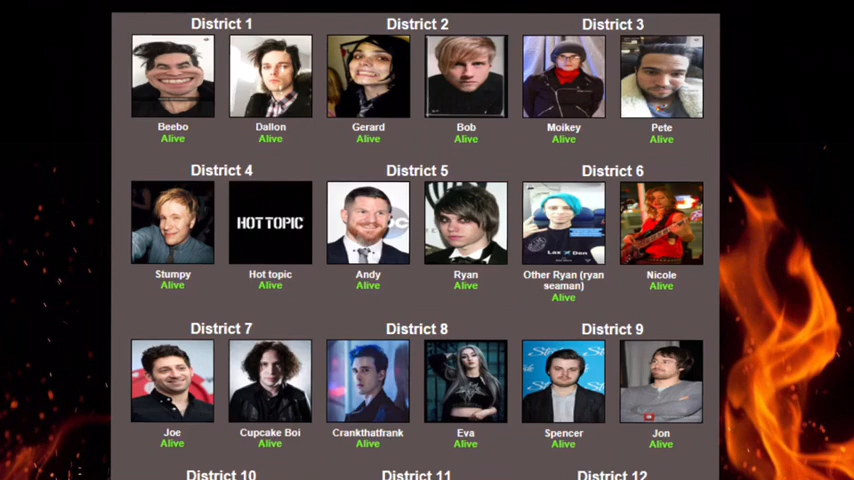 District 1 District 2 District 3
Beebo Dallon Gerard Bob Moikey Pete
Alive Alive Alive Alive Alive Alive
District 4 District 5 District 6
HOT TOPIC
Las Den
Stumpy Hot topic Andy Ryan Other Ryan (ryan seaman) Nicole
Alive Alive Alive Alive Alive Alive
District 7 District 8 District 9
Joe Cupcake Boi Crankthatfrank Eva Spencer Jon
Alive Alive Alive Alive Alive Alive
District 10 District 11 District 12